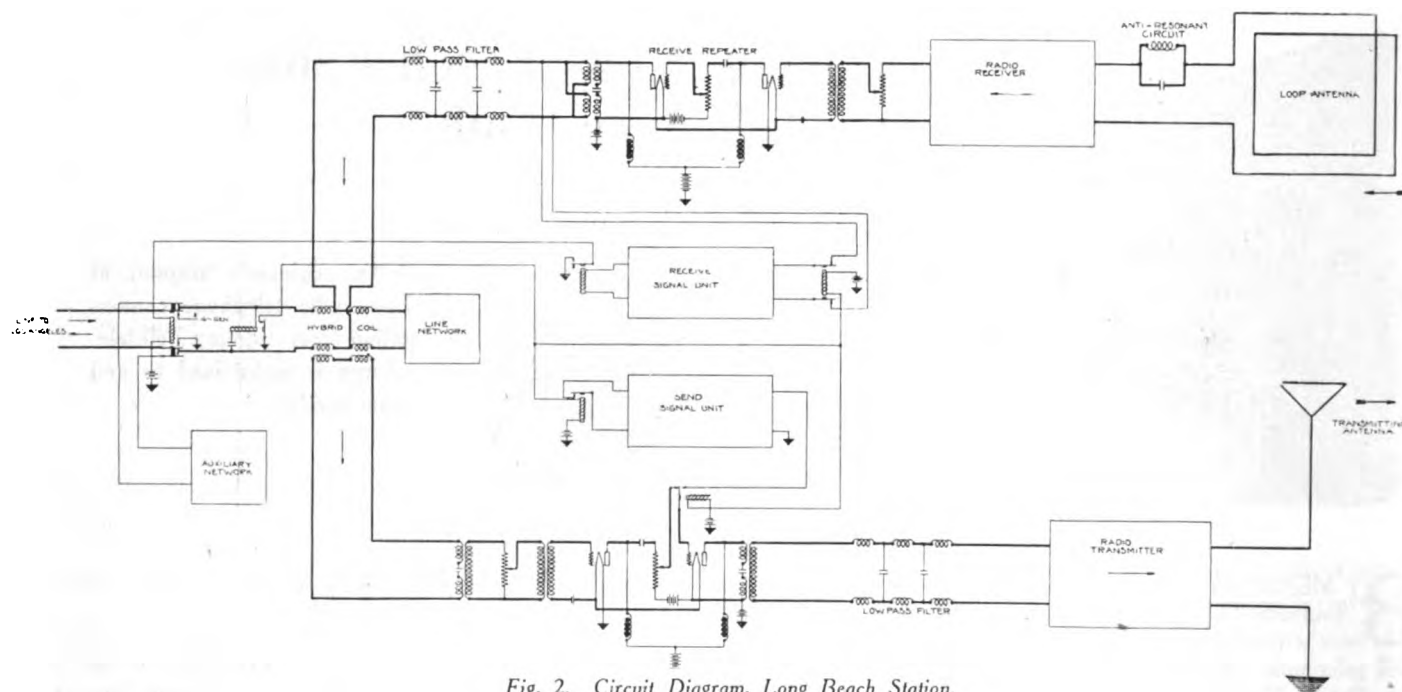 LOW PASS FILTER
RECEIVE REPEATER
RADIO
RECEIVER
ANTI-RESONANT
CIRCUIT
LOOP ANTENNA
RECEIVE
SIGNAL UNIT
HYBRID COIL
LINE
NETWORK
SEND
SIGNAL UNIT
TRANSMITTING
ANTENNA
AUXILIARY
NETWORK
RADIO
TRANSMITTER
LOW PASS FILTER
Fig. 2. Circuit Diagram, Long Beach Station.